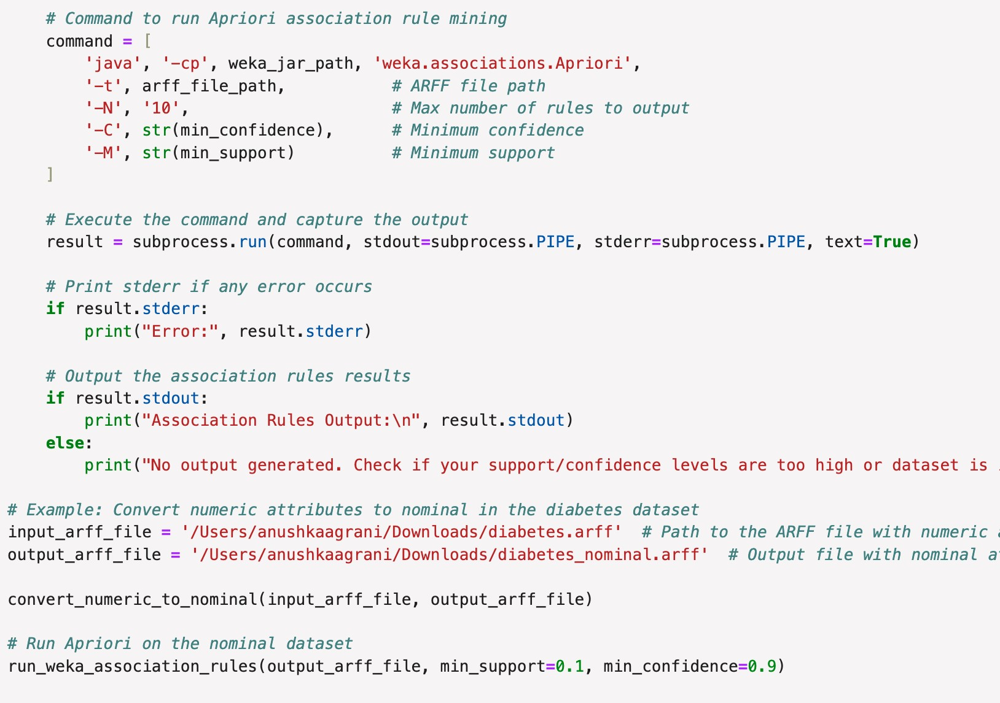 # Command to run Apriori association rule mining
command = [
'java', '-cp', weka_jar_path, 'weka.associations.Apriori',
'-t', arff_file_path, # ARFF file path
'-N', '10', # Max number of rules to output
'-C', str(min_confidence), # Minimum confidence
'-M', str(min_support) # Minimum support
]
# Execute the command and capture the output
result = subprocess.run(command, stdout=subprocess.PIPE, stderr=subprocess.PIPE, text=True)
# Print stderr if any error occurs
if result.stderr:
print("Error:", result.stderr)
# Output the association rules results
if result.stdout:
print("Association Rules Output:\n", result.stdout)
else:
print("No output generated. Check if your support/confidence levels are too high or dataset is
# Example: Convert numeric attributes to nominal in the diabetes dataset
input_arff_file = '/Users/anushkaagrani/Downloads/diabetes.arff' # Path to the ARFF file with numeric
output_arff_file = '/Users/anushkaagrani/Downloads/diabetes_nominal.arff' # Output file with nominal
convert_numeric_to_nominal(input_arff_file, output_arff_file)
# Run Apriori on the nominal dataset
run_weka_association_rules(output_arff_file, min_support=0.1, min_confidence=0.9)